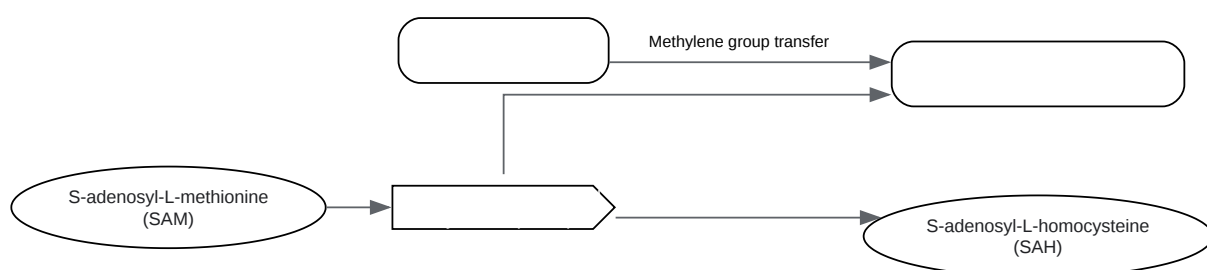 Methylene group transfer
S-adenosyl-L-methionine
(SAM)
S-adenosyl-L-homocysteine
(SAH)